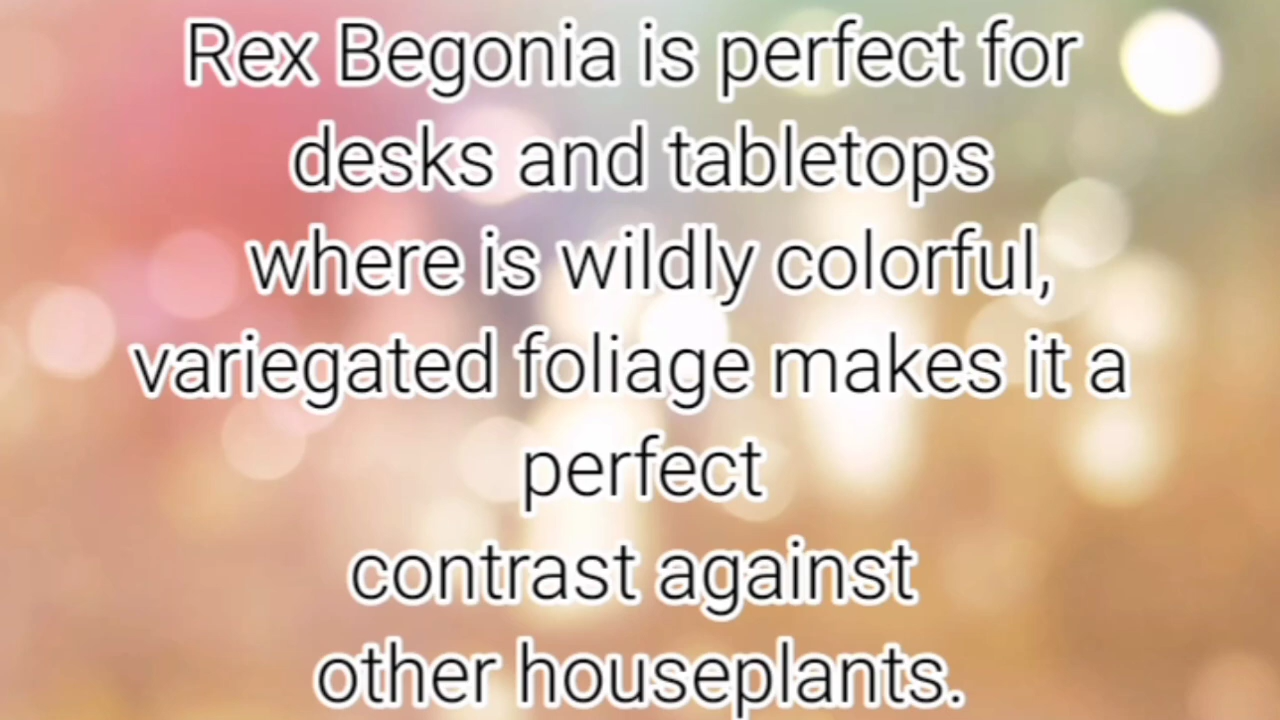 Rex Begonia is perfect for
desks and tabletops
where is wildly colorful,
variegated foliage makes it a
perfect
contrast against
other houseplants.